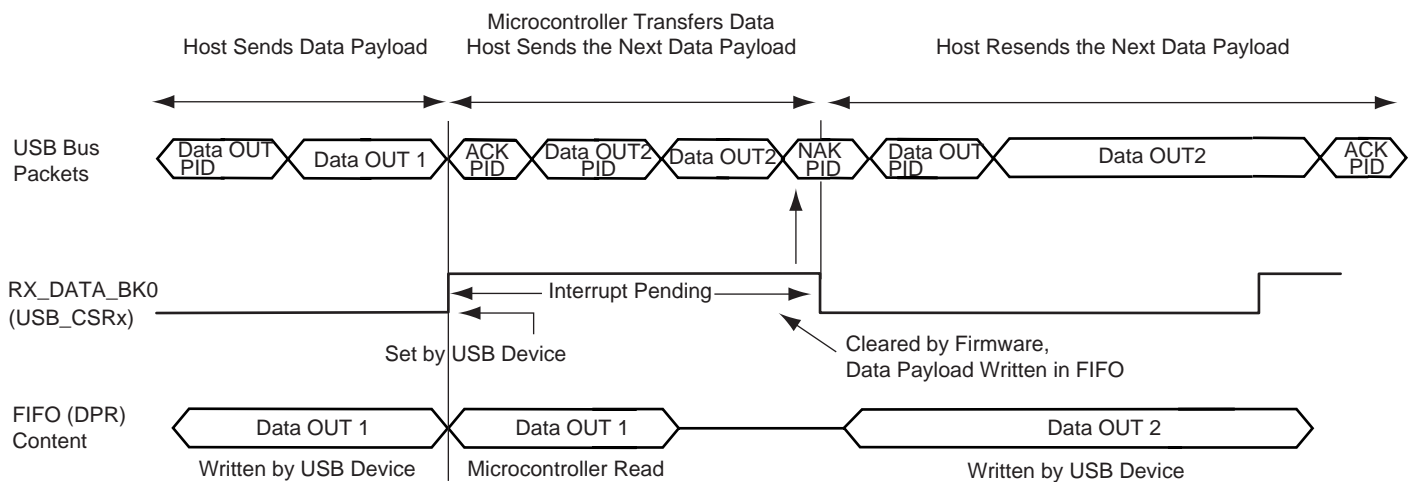 Microcontroller Transfers Data
Host Sends Data Payload
Host Sends the Next Data Payload
Host Resends the Next Data Payload
USB Bus
Packets
Data OUT
PID
Data OUT 1
ACK
PID
Data OUT2
PID
Data OUT2
NAK
PID
Data OUT
PID
Data OUT2
ACK
PID
RX_DATA_BK0
(USB_CSRx)
Interrupt Pending
Set by USB Device
Cleared by Firmware,
Data Payload Written in FIFO
FIFO (DPR)
Content
Data OUT 1
Data OUT 1
Data OUT 2
Written by USB Device
Microcontroller Read
Written by USB Device